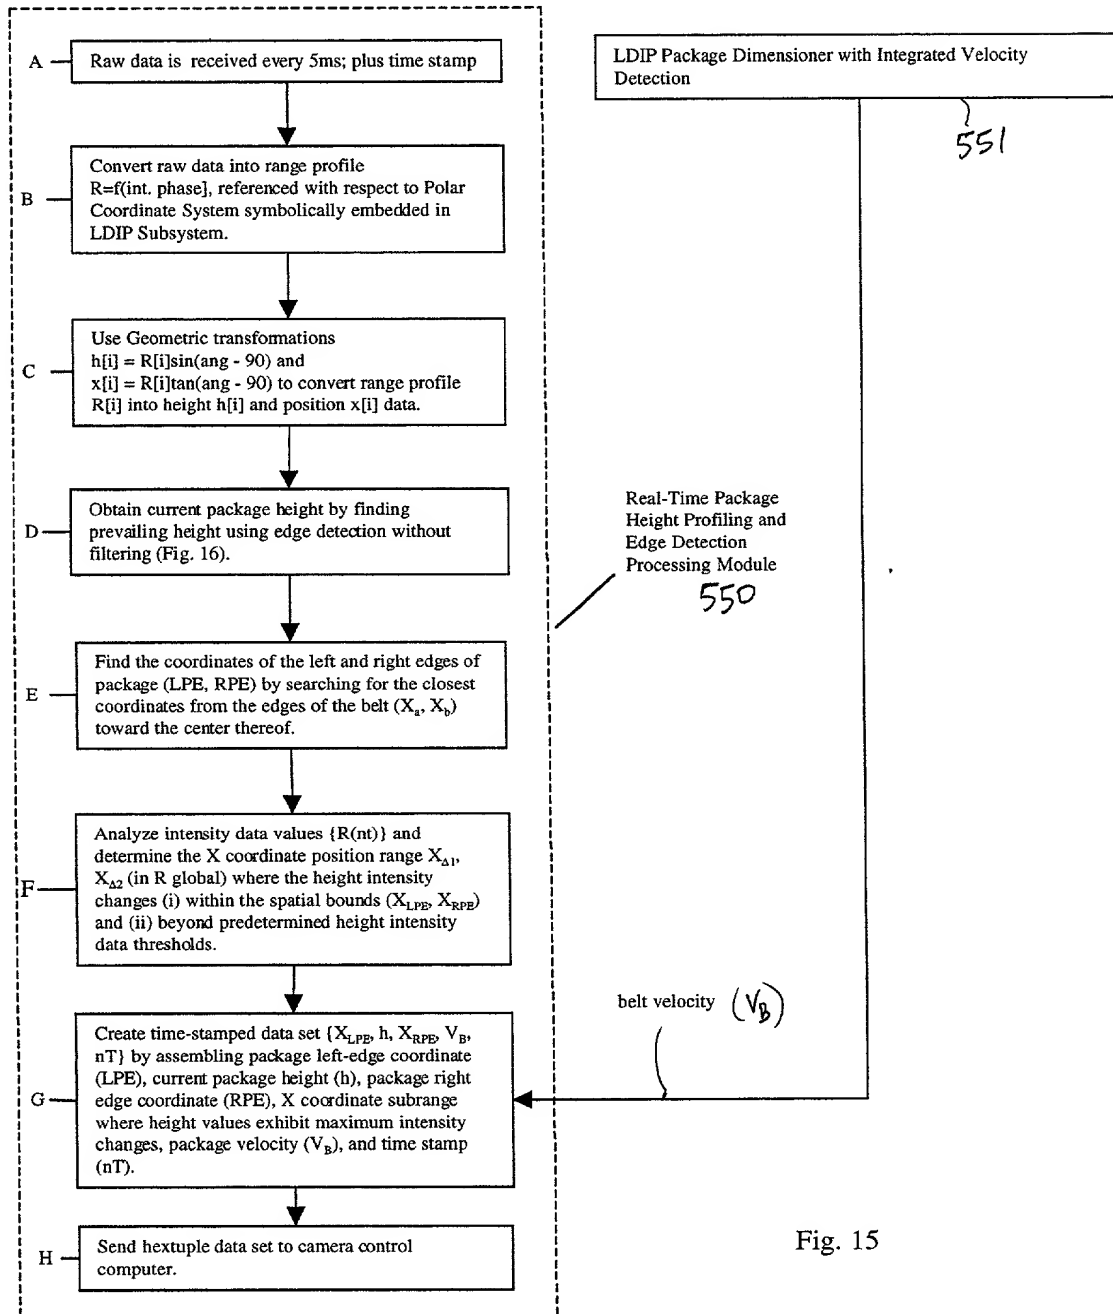 A
Raw data is received every 5ms; plus time stamp
LDIP Package Dimensioner with Integrated Velocity
Detection
551
B
Convert raw data into range profile
R=f(int. phase], referenced with respect to Polar
Coordinate System symbolically embedded in
LDIP Subsystem.
C
Use Geometric transformations
h[i] = R[i]sin(ang - 90) and
x[i] = R[i]tan(ang - 90) to convert range profile
R[i] into height h[i] and position x[i] data.
D
Obtain current package height by finding
prevailing height using edge detection without
filtering (Fig. 16).
Real-Time Package
Height Profiling and
Edge Detection
Processing Module
550
E
Find the coordinates of the left and right edges of
package (LPE, RPE) by searching for the closest
coordinates from the edges of the belt (Xa, Xb)
toward the center thereof.
F
Analyze intensity data values {R(nt)} and
determine the X coordinate position range XΔ1,
XΔ2 (in R global) where the height intensity
changes (i) within the spatial bounds (XLPE, XRPE)
and (ii) beyond predetermined height intensity
data thresholds.
belt velocity (VB)
G
Create time-stamped data set {XLPE, h, XRPE, VB,
nT} by assembling package left-edge coordinate
(LPE), current package height (h), package right
edge coordinate (RPE), X coordinate subrange
where height values exhibit maximum intensity
changes, package velocity (VB), and time stamp
(nT).
H
Send hextuple data set to camera control
computer.
Fig. 15